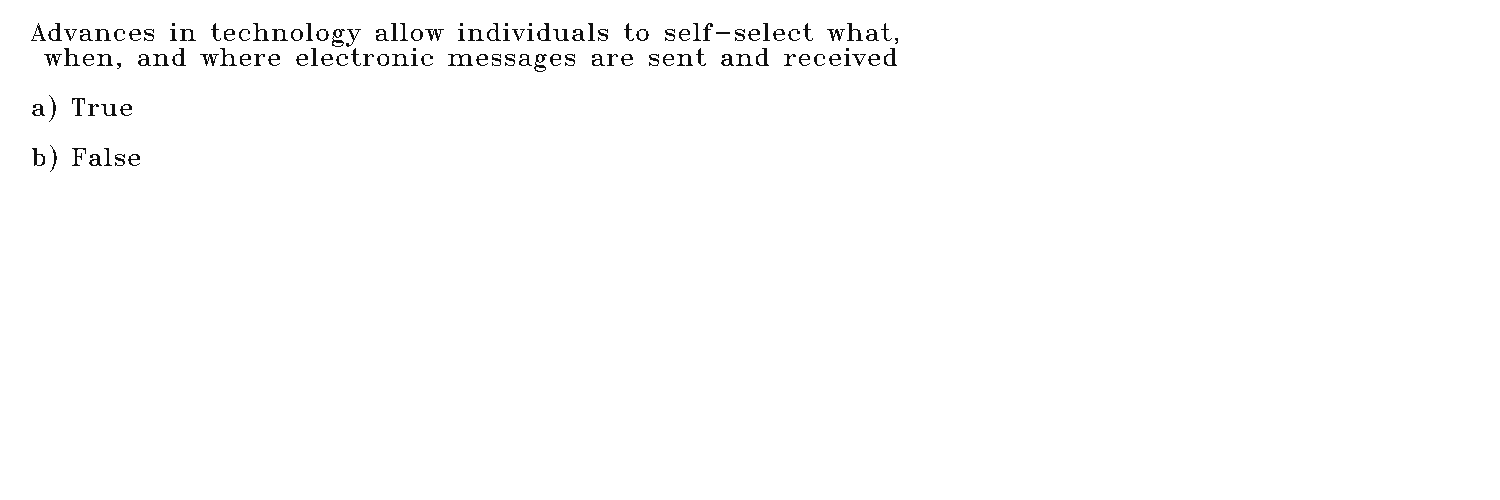 Advances in technology allow individuals to self-select what,
when, and where electronic messages are sent and received
a) True
b) False